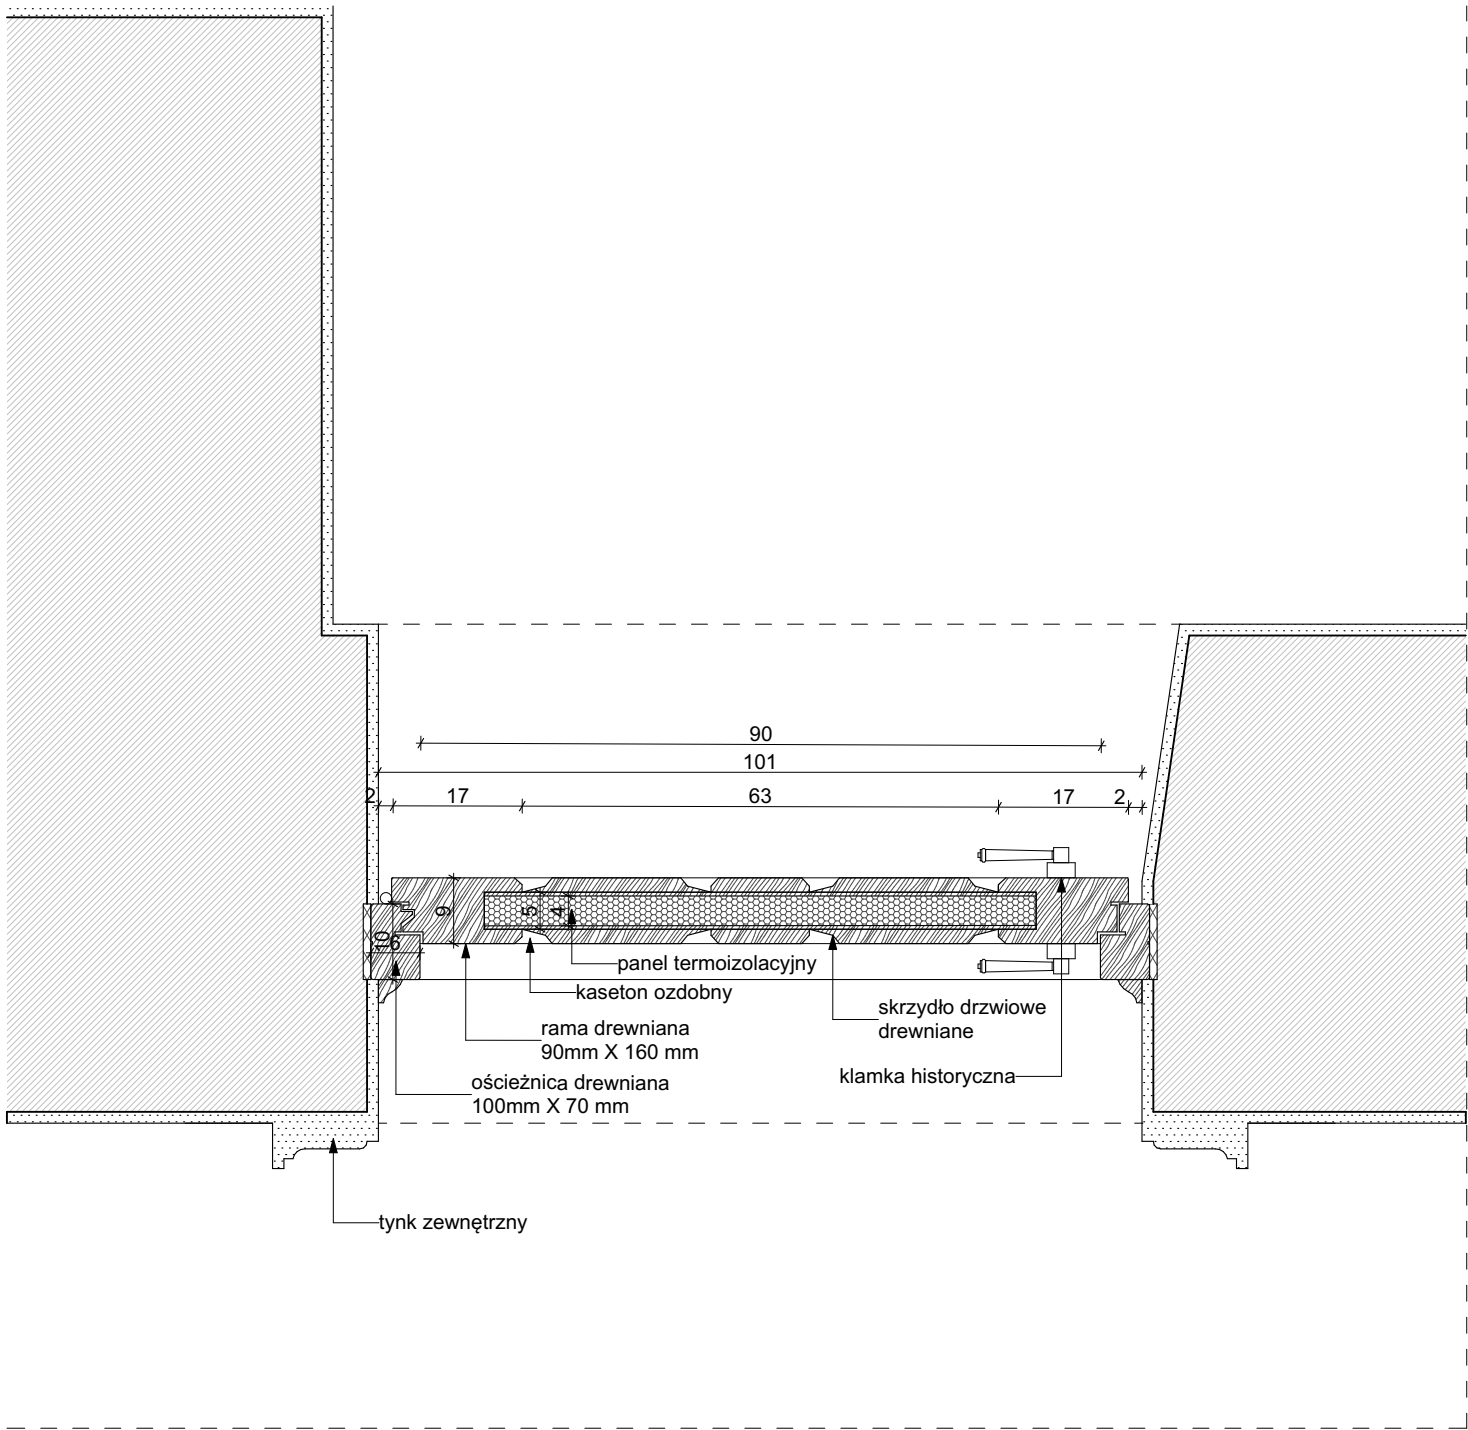 90
101
2
17
63
17
2
9
5
4
10
6
panel termoizolacyjny
kaseton ozdobny
skrzydło drzwiowe
drewniane
rama drewniana
90mm X 160 mm
klamka historyczna
ościeżnica drewniana
100mm X 70 mm
tynk zewnętrzny